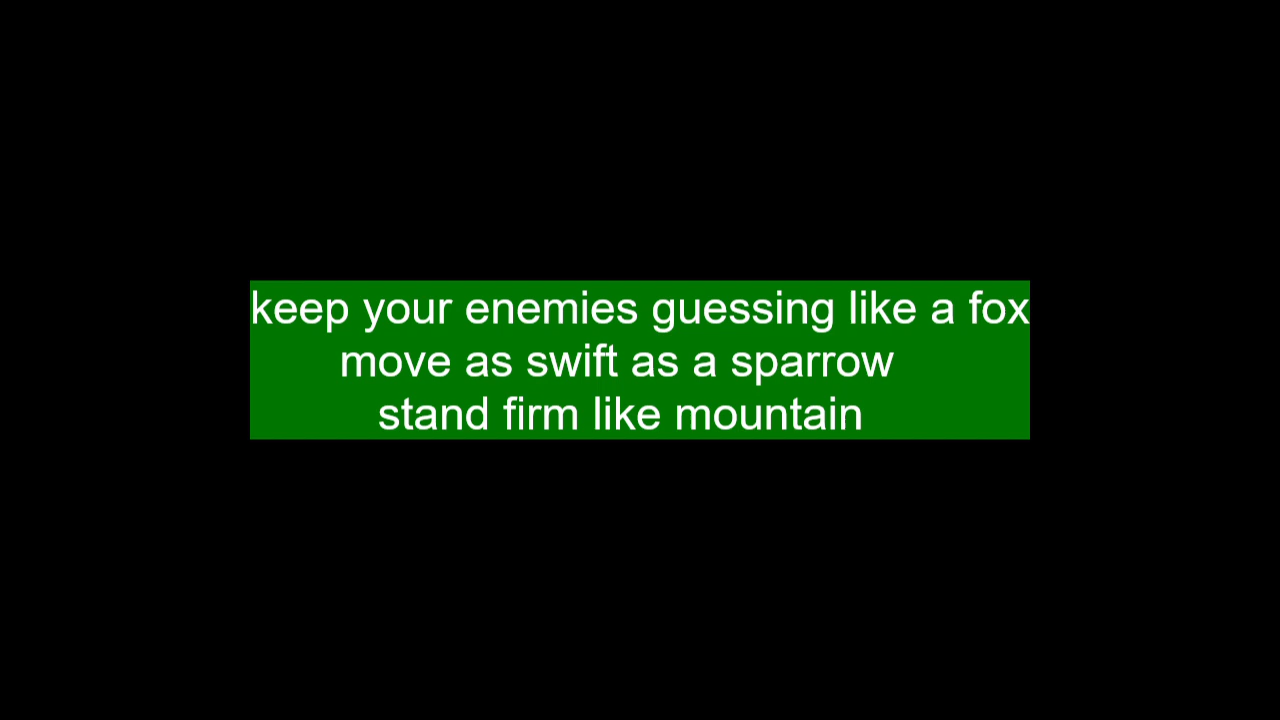 keep your enemies guessing like a fox
move as swift as a sparrow
stand firm like mountain